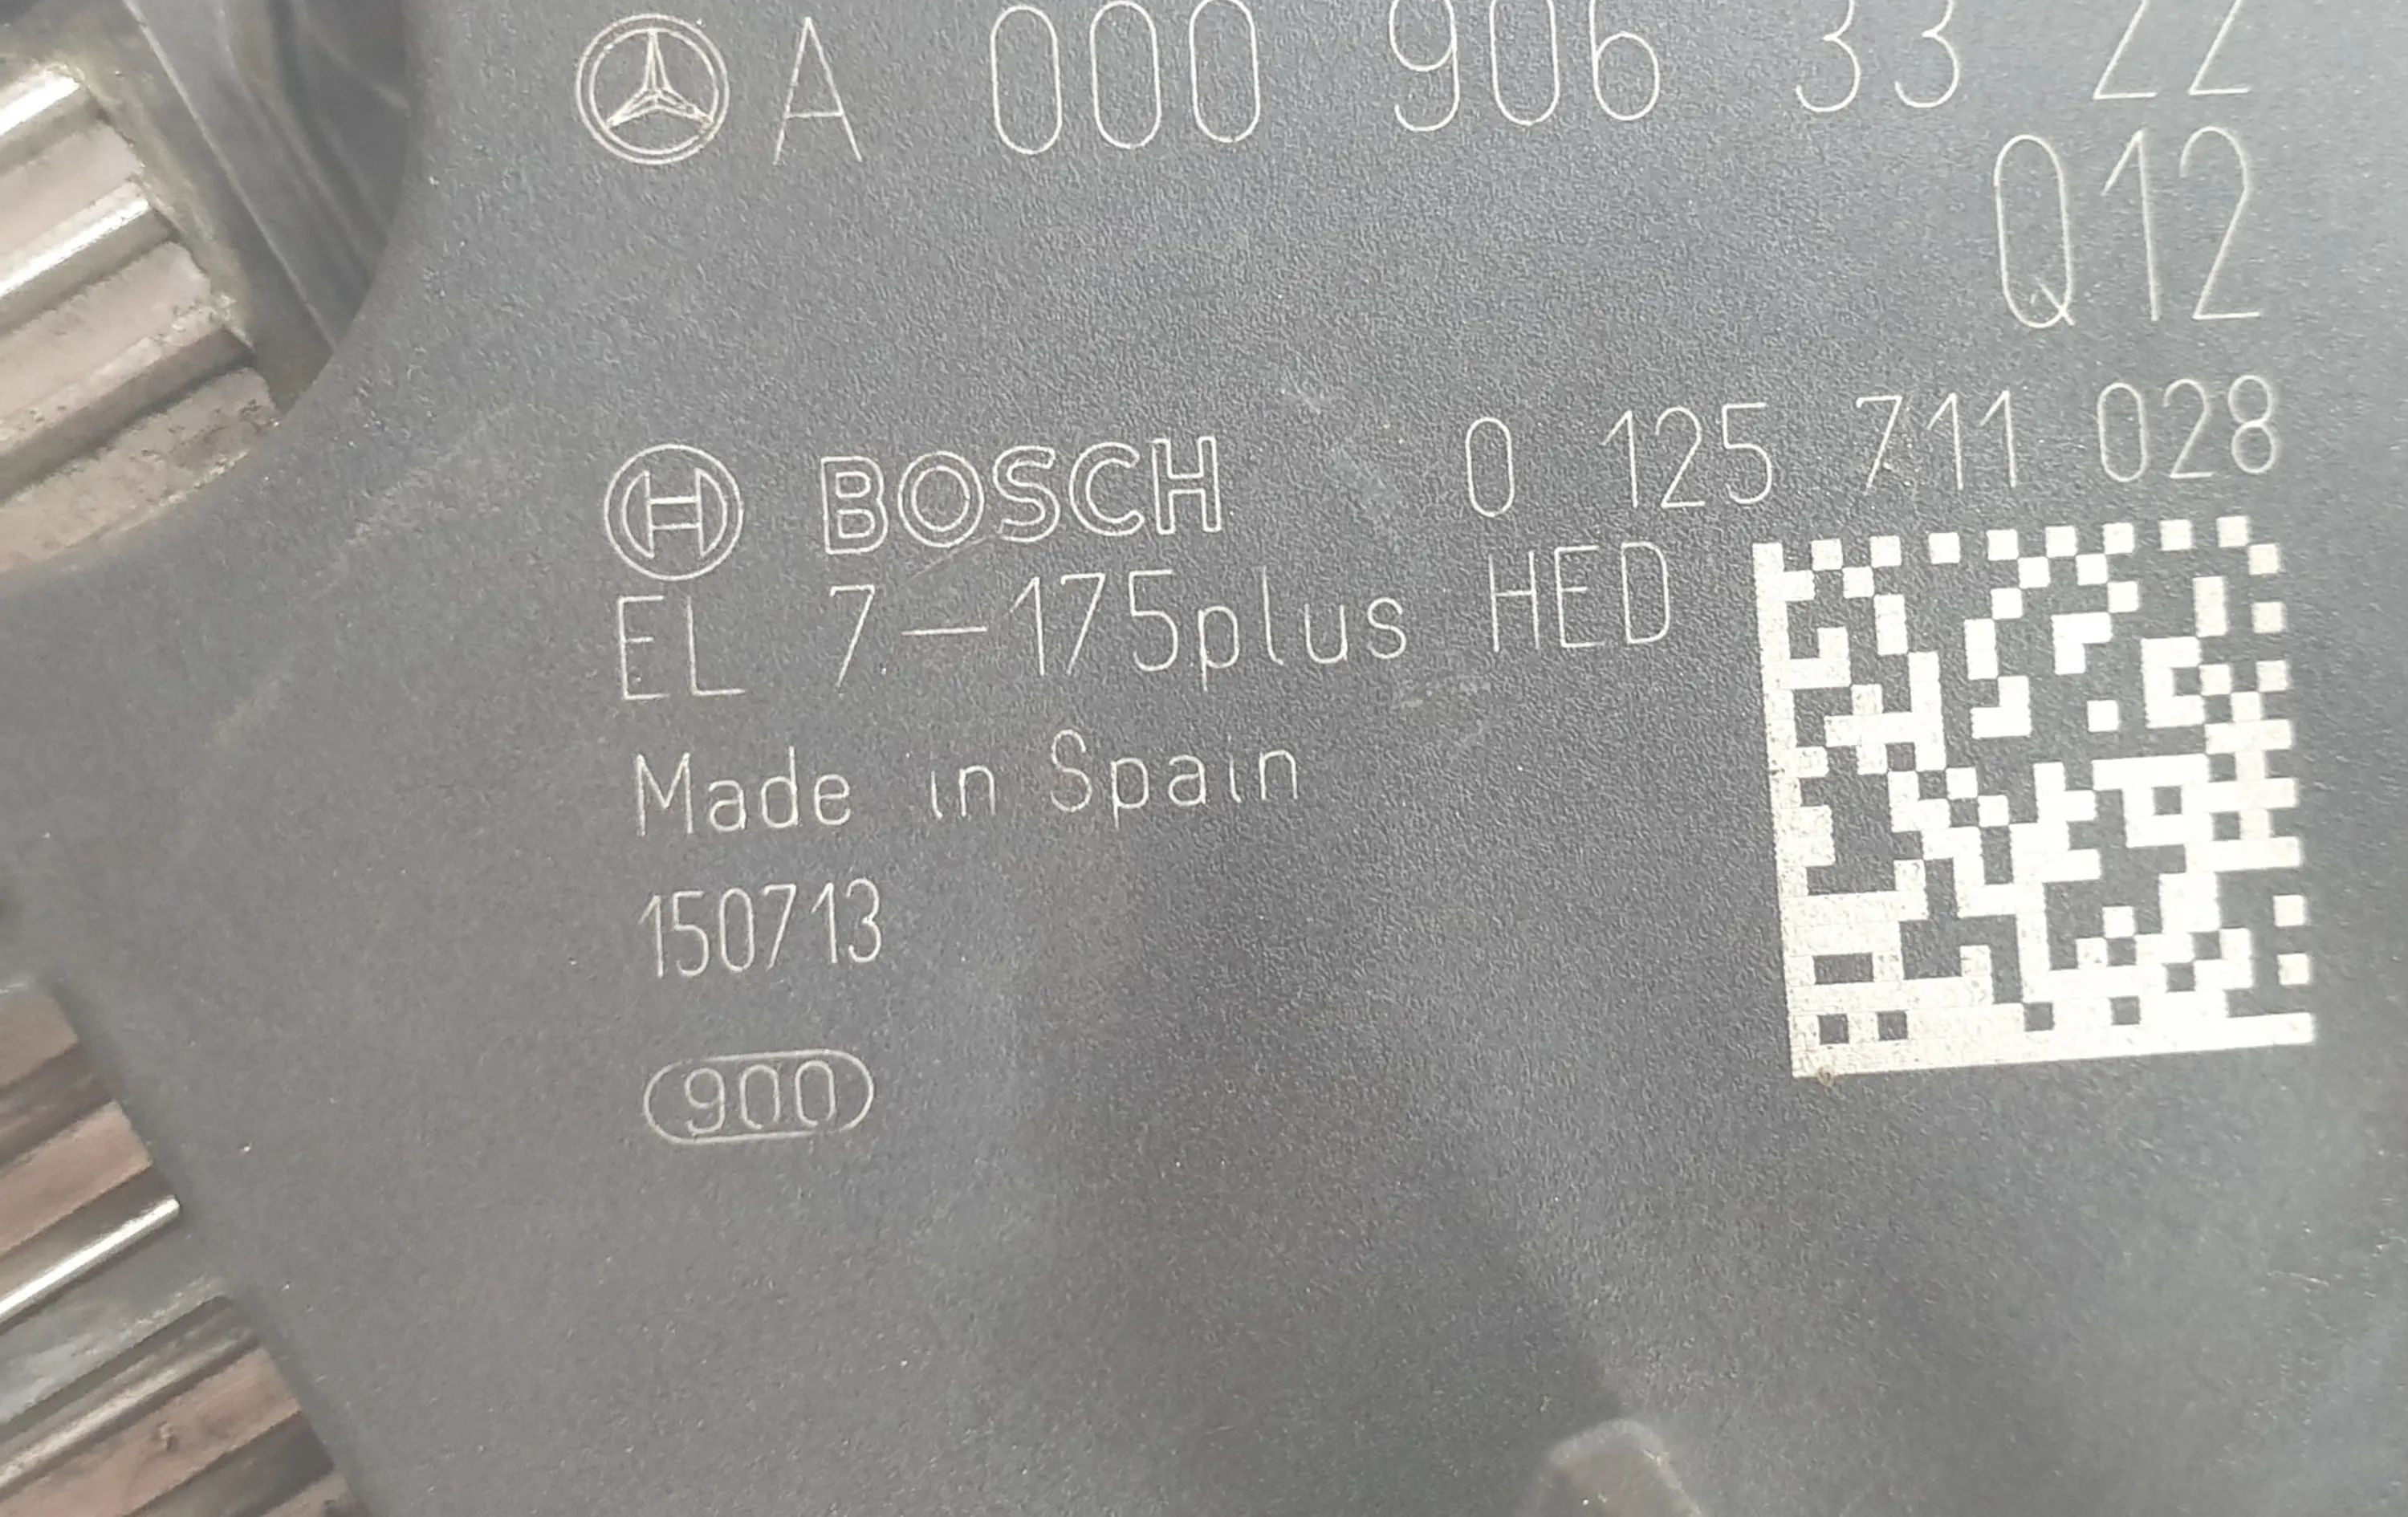 A 000 906 33 22
Q12
BOSCH 0 125 711 028
EL 7-175plus HED
Made in Spain
150713
900